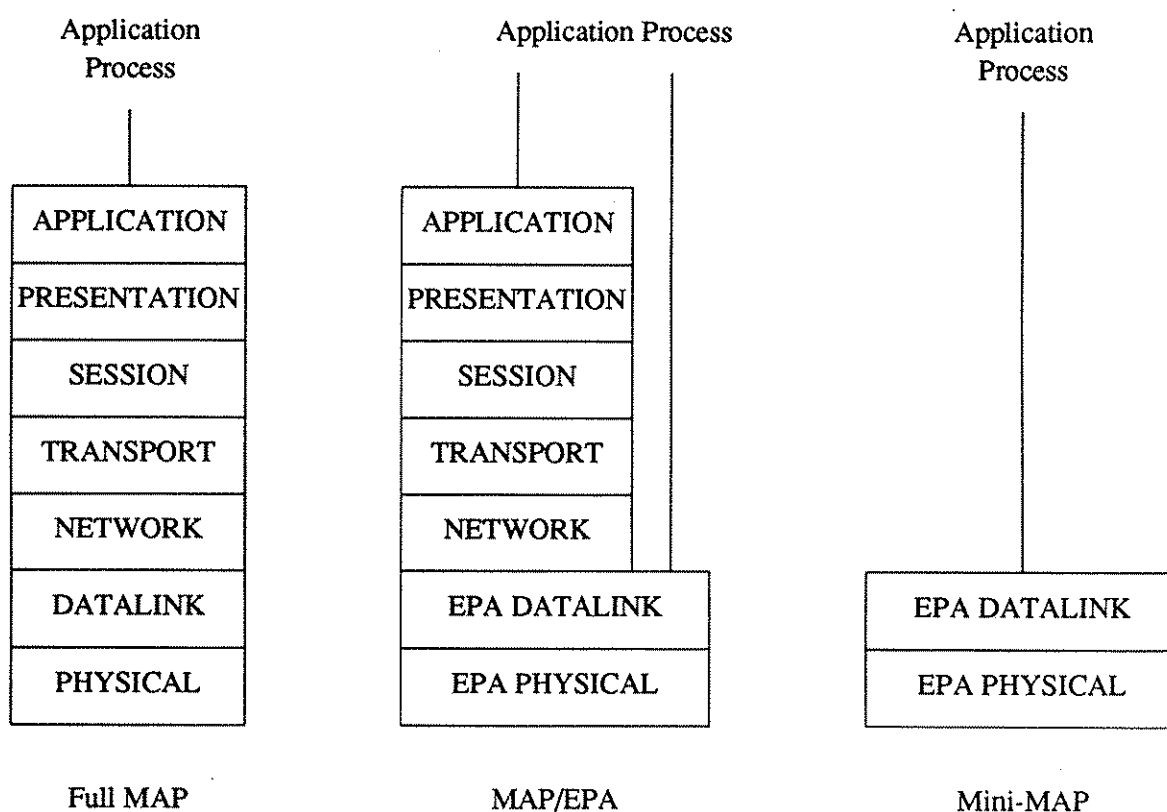 Application
Process
APPLICATION
PRESENTATION
SESSION
TRANSPORT
NETWORK
DATALINK
PHYSICAL
Full MAP
Application Process
APPLICATION
PRESENTATION
SESSION
TRANSPORT
NETWORK
EPA DATALINK
EPA PHYSICAL
MAP/EPA
Application
Process
EPA DATALINK
EPA PHYSICAL
Mini-MAP